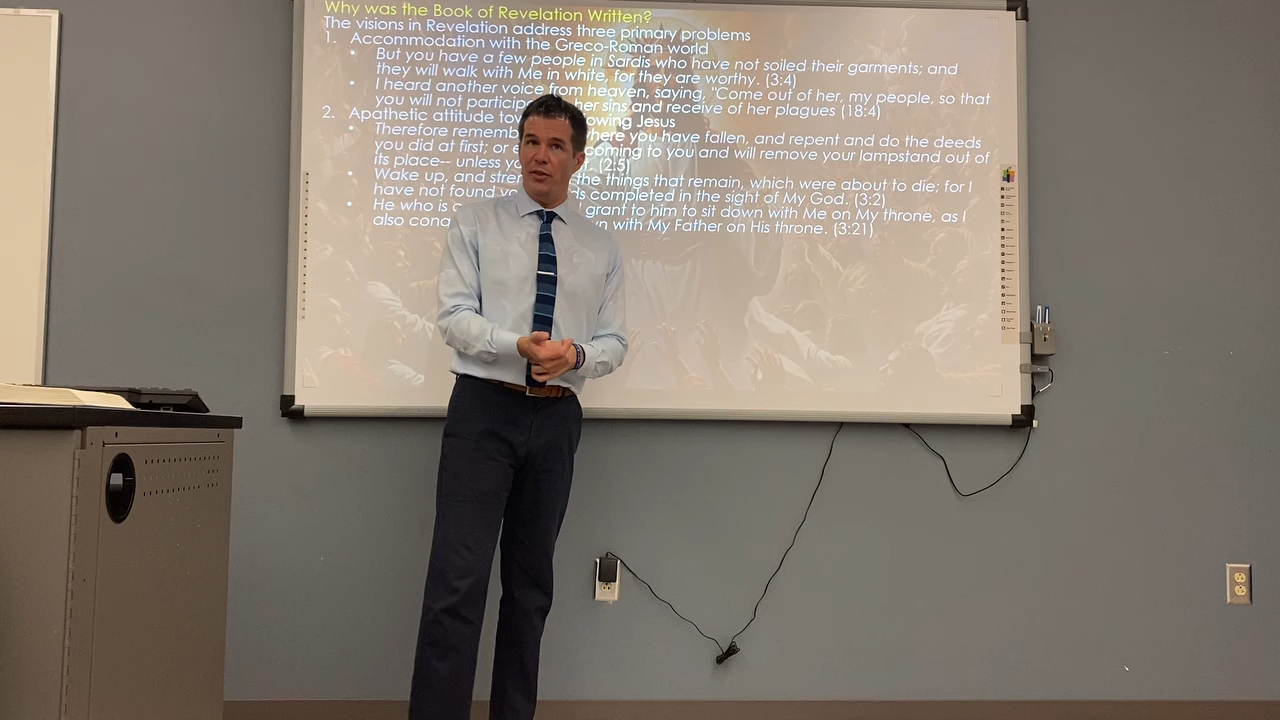 Why was the Book of Revelation Written?
The visions in Revelation address three primary problems
1. Accommodation with the Greco-Roman world
• But you have a few people in Sardis who have not soiled their garments; and
they will walk with Me in white, for they are worthy. (3:4)
• I heard another voice from heaven, saying, "Come out of her, my people, so that
you will not participa her sins and receive of her plagues (18:4)
2. Apathetic attitude tow owing Jesus
• Therefore rememb where you have fallen, and repent and do the deeds
you did at first; or e coming to you and will remove your lampstand out of
its place-- unless yo t. (2:5)
• Wake up, and stren the things that remain, which were about to die; for I
have not found yo s completed in the sight of My God. (3:2)
• He who is grant to him to sit down with Me on My throne, as I
also conq n with My Father on His throne. (3:21)